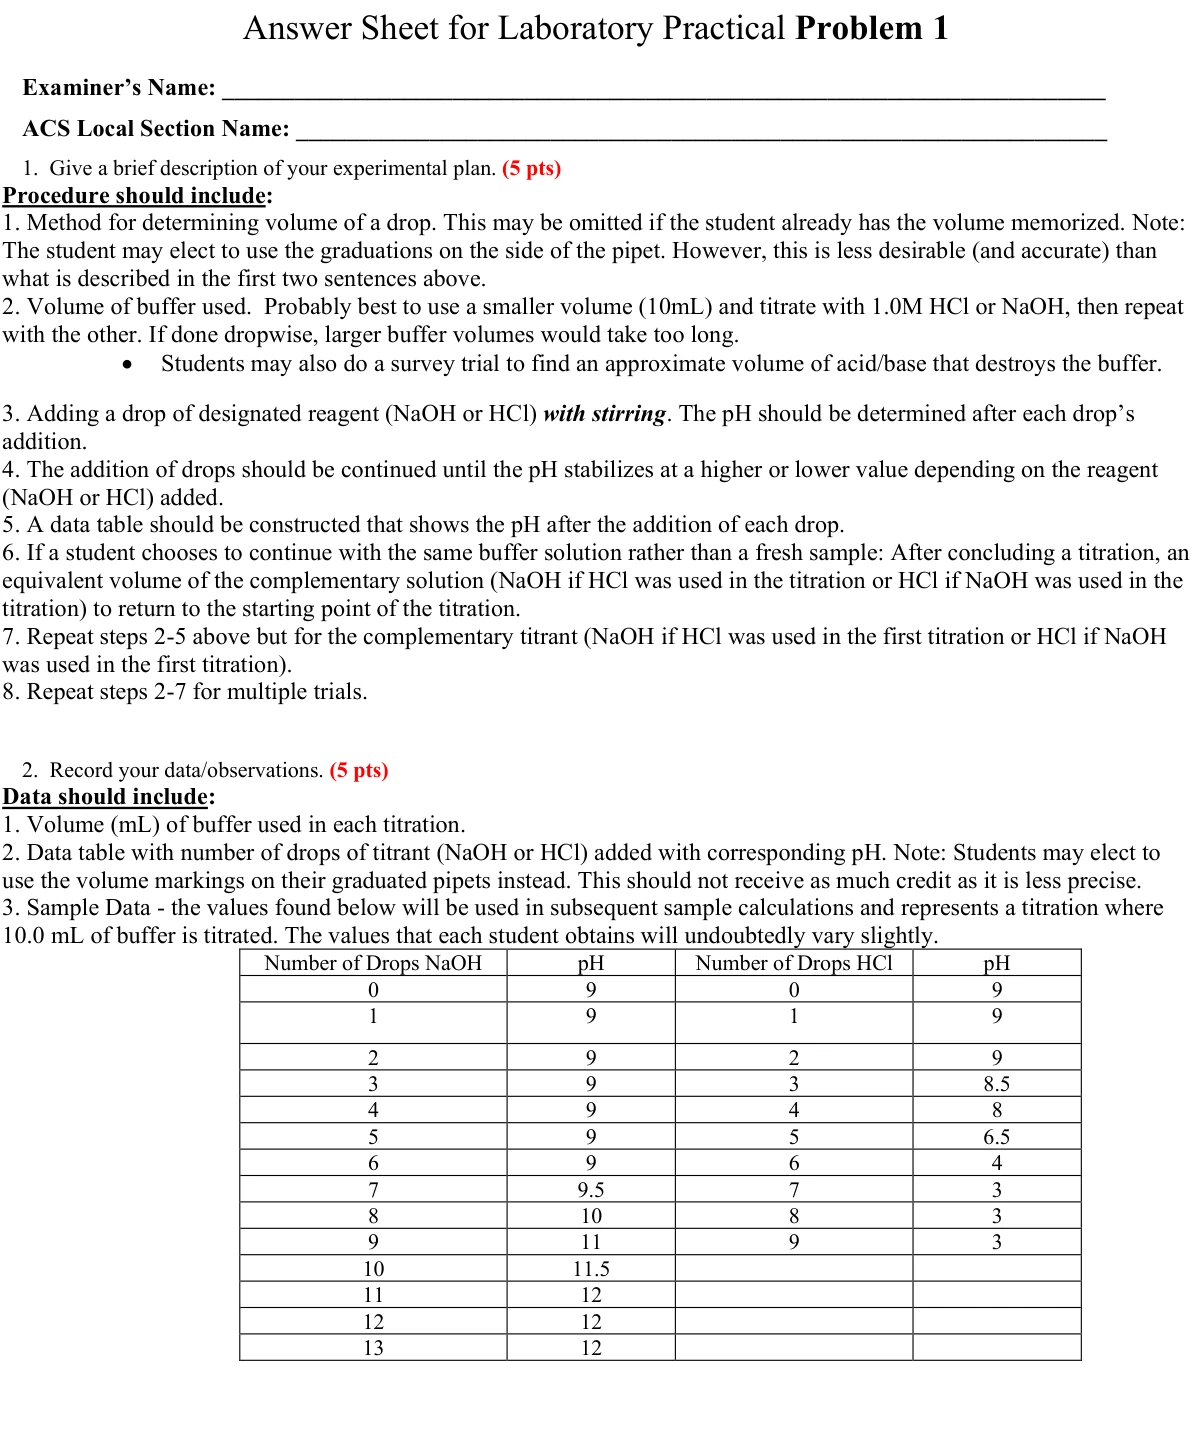 Answer Sheet for Laboratory Practical Problem 1
Examiner’s Name: ___________________________________________________________________________
ACS Local Section Name: _____________________________________________________________________
1. Give a brief description of your experimental plan. (5 pts)
Procedure should include:
1. Method for determining volume of a drop. This may be omitted if the student already has the volume memorized. Note:
The student may elect to use the graduations on the side of the pipet. However, this is less desirable (and accurate) than
what is described in the first two sentences above.
2. Volume of buffer used.  Probably best to use a smaller volume (10mL) and titrate with 1.0M HCl or NaOH, then repeat
with the other. If done dropwise, larger buffer volumes would take too long.
• Students may also do a survey trial to find an approximate volume of acid/base that destroys the buffer.
3. Adding a drop of designated reagent (NaOH or HCl) with stirring. The pH should be determined after each drop’s
addition.
4. The addition of drops should be continued until the pH stabilizes at a higher or lower value depending on the reagent
(NaOH or HCl) added.
5. A data table should be constructed that shows the pH after the addition of each drop.
6. If a student chooses to continue with the same buffer solution rather than a fresh sample: After concluding a titration, an
equivalent volume of the complementary solution (NaOH if HCl was used in the titration or HCl if NaOH was used in the
titration) to return to the starting point of the titration.
7. Repeat steps 2-5 above but for the complementary titrant (NaOH if HCl was used in the first titration or HCl if NaOH
was used in the first titration).
8. Repeat steps 2-7 for multiple trials.
2. Record your data/observations. (5 pts)
Data should include:
1. Volume (mL) of buffer used in each titration.
2. Data table with number of drops of titrant (NaOH or HCl) added with corresponding pH. Note: Students may elect to
use the volume markings on their graduated pipets instead. This should not receive as much credit as it is less precise.
3. Sample Data - the values found below will be used in subsequent sample calculations and represents a titration where
10.0 mL of buffer is titrated. The values that each student obtains will undoubtedly vary slightly.
Number of Drops NaOH pH Number of Drops HCl pH
0 9 0 9
1 9 1 9
2 9 2 9
3 9 3 8.5
4 9 4 8
5 9 5 6.5
6 9 6 4
7 9.5 7 3
8 10 8 3
9 11 9 3
10 11.5
11 12
12 12
13 12